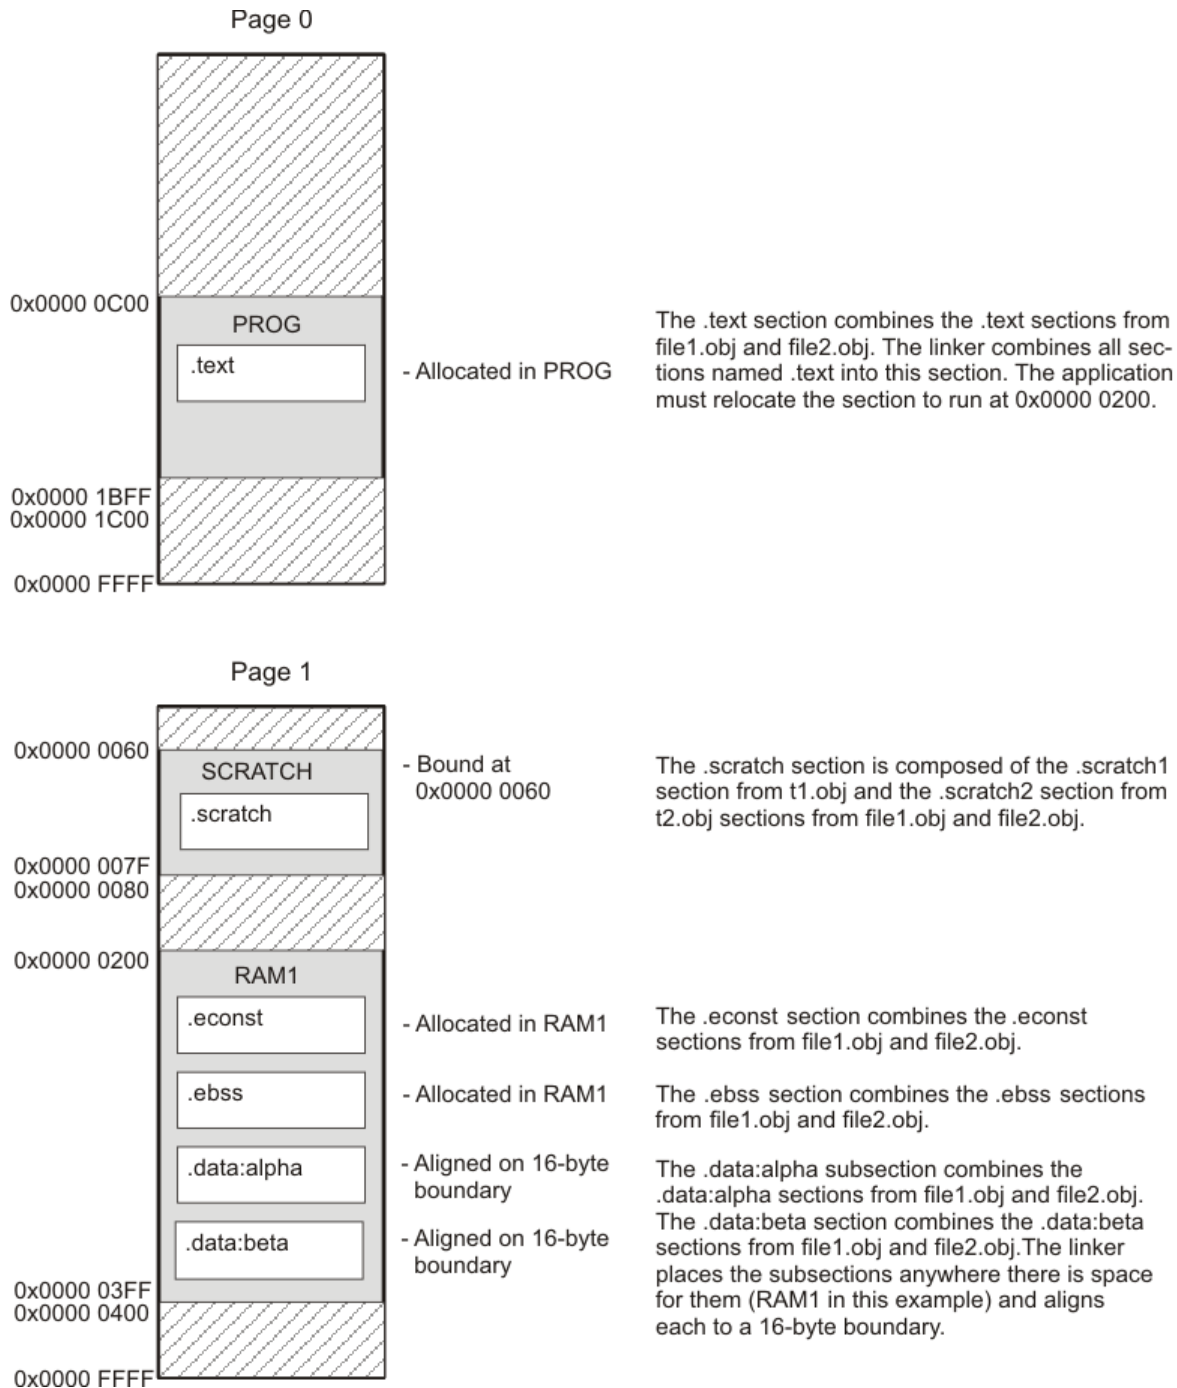 Page 0
0x0000 0C00
PROG
.text
- Allocated in PROG
The .text section combines the .text sections from
file1.obj and file2.obj. The linker combines all sec-
tions named .text into this section. The application
must relocate the section to run at 0x0000 0200.
0x0000 1BFF
0x0000 1C00
0x0000 FFFF
Page 1
0x0000 0060
SCRATCH
.scratch
- Bound at
0x0000 0060
The .scratch section is composed of the .scratch1
section from t1.obj and the .scratch2 section from
t2.obj sections from file1.obj and file2.obj.
0x0000 007F
0x0000 0080
0x0000 0200
RAM1
.econst
- Allocated in RAM1
The .econst section combines the .econst
sections from file1.obj and file2.obj.
.ebss
- Allocated in RAM1
The .ebss section combines the .ebss sections
from file1.obj and file2.obj.
.data:alpha
- Aligned on 16-byte
boundary
The .data:alpha subsection combines the
.data:alpha sections from file1.obj and file2.obj.
.data:beta
- Aligned on 16-byte
boundary
The .data:beta section combines the .data:beta
sections from file1.obj and file2.obj.The linker
places the subsections anywhere there is space
for them (RAM1 in this example) and aligns
each to a 16-byte boundary.
0x0000 03FF
0x0000 0400
0x0000 FFFF